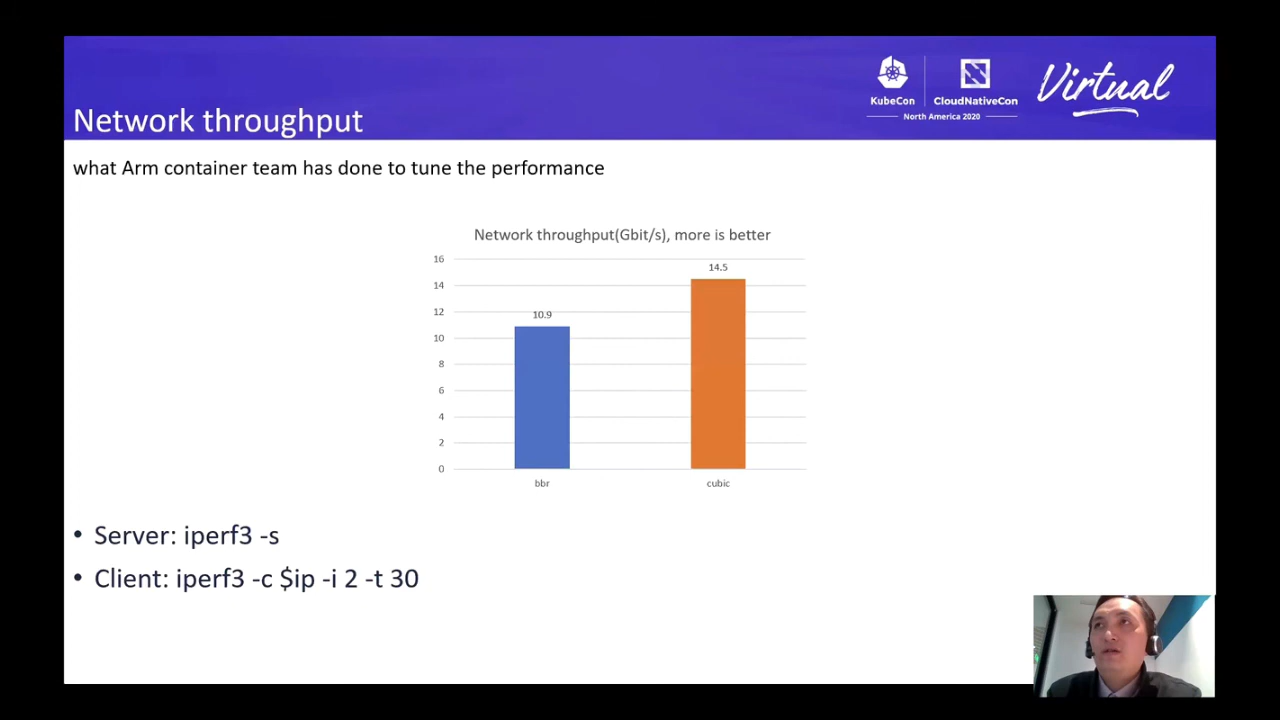 KubeCon
CloudNativeCon
North America 2020
Virtual
Network throughput
what Arm container team has done to tune the performance
Network throughput(Gbit/s), more is better
16
14
12
10
8
6
4
2
0
10.9
14.5
bbr
cubic
• Server: iperf3 -s
• Client: iperf3 -c $ip -i 2 -t 30